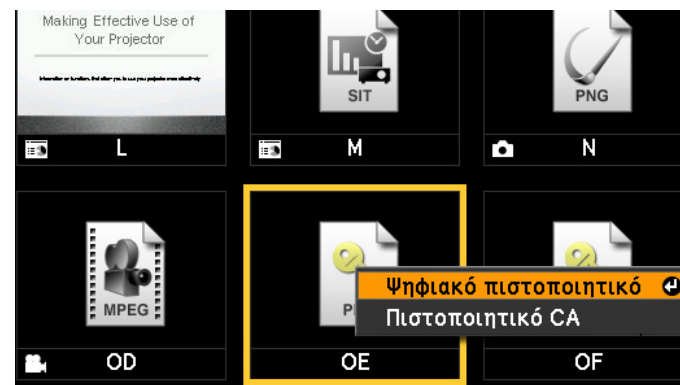 Making Effective Use of
Your Projector
SIT
PNG
L
M
N
MPEG
Ψηφιακό πιστοποιητικό
Πιστοποιητικό CA
OD
OE
OF